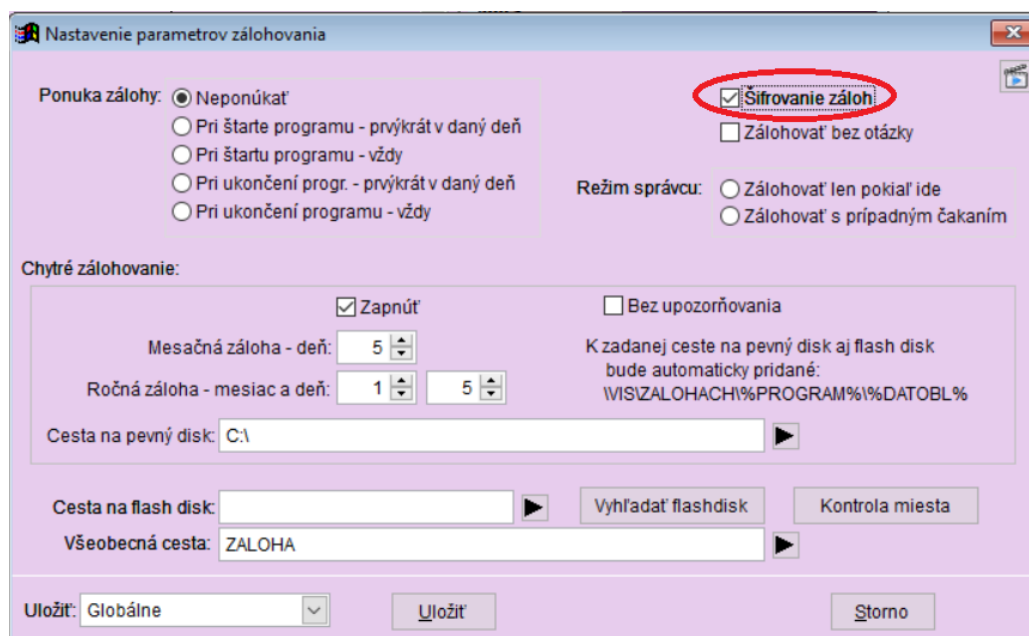 Nastavenie parametrov zálohovania
Ponuka zálohy:
Neponúkať
Pri štarte programu - prvýkrát v daný deň
Pri štartu programu - vždy
Pri ukončení progr. - prvýkrát v daný deň
Pri ukončení programu - vždy
Šifrovanie záloh
Zálohovať bez otázky
Režim správcu:
Zálohovať len pokiaľ ide
Zálohovať s prípadným čakaním
Chytré zálohovanie:
Zapnúť
Bez upozorňovania
Mesačná záloha - deň: 5
Ročná záloha - mesiac a deň: 1 5
K zadanej ceste na pevný disk aj flash disk
bude automaticky pridané:
\VIS\ZALOHACH\%PROGRAM%\%DATOBL%
Cesta na pevný disk: C:\
Cesta na flash disk:
Vyhľadať flashdisk
Kontrola miesta
Všeobecná cesta: ZALOHA
Uložiť: Globálne
Uložiť
Storno